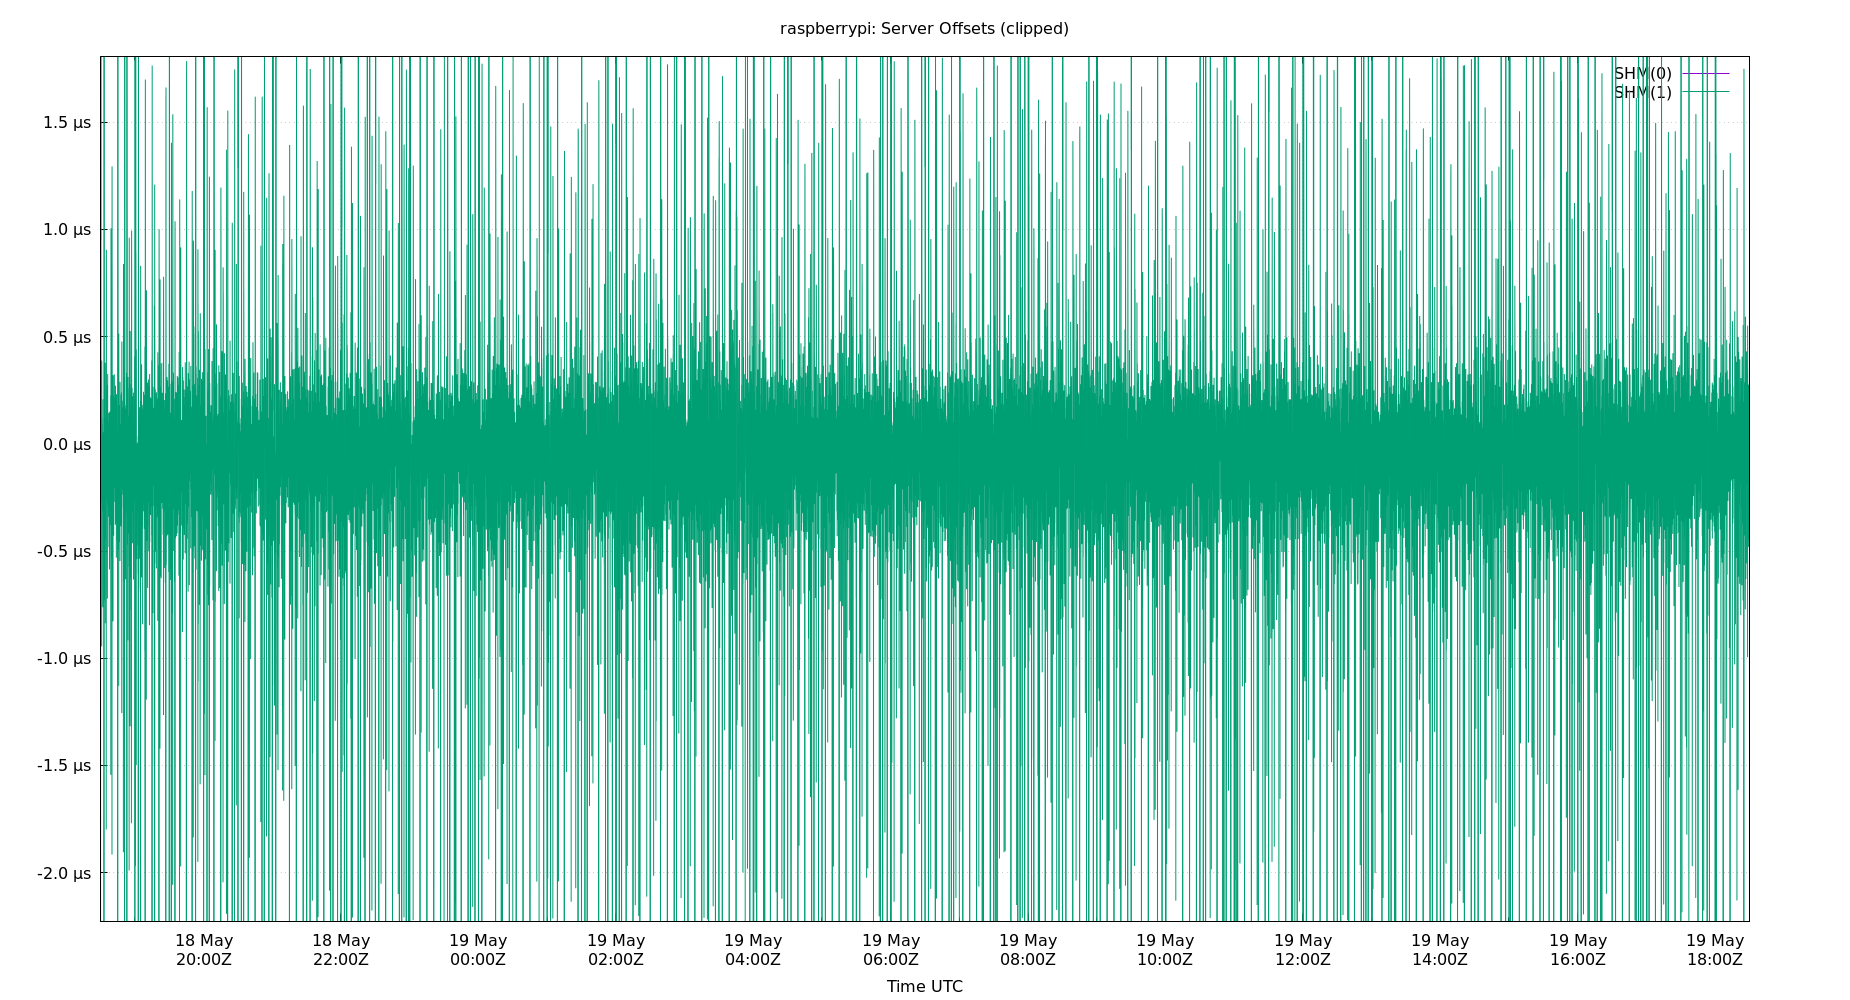 raspberrypi: Server Offsets (clipped)
SHM(0)
SHM(1)
1.5 µs
1.0 µs
0.5 µs
0.0 µs
-0.5 µs
-1.0 µs
-1.5 µs
-2.0 µs
18 May 18 May 19 May 19 May 19 May 19 May 19 May 19 May 19 May 19 May 19 May 19 May
20:00Z 22:00Z 00:00Z 02:00Z 04:00Z 06:00Z 08:00Z 10:00Z 12:00Z 14:00Z 16:00Z 18:00Z
Time UTC